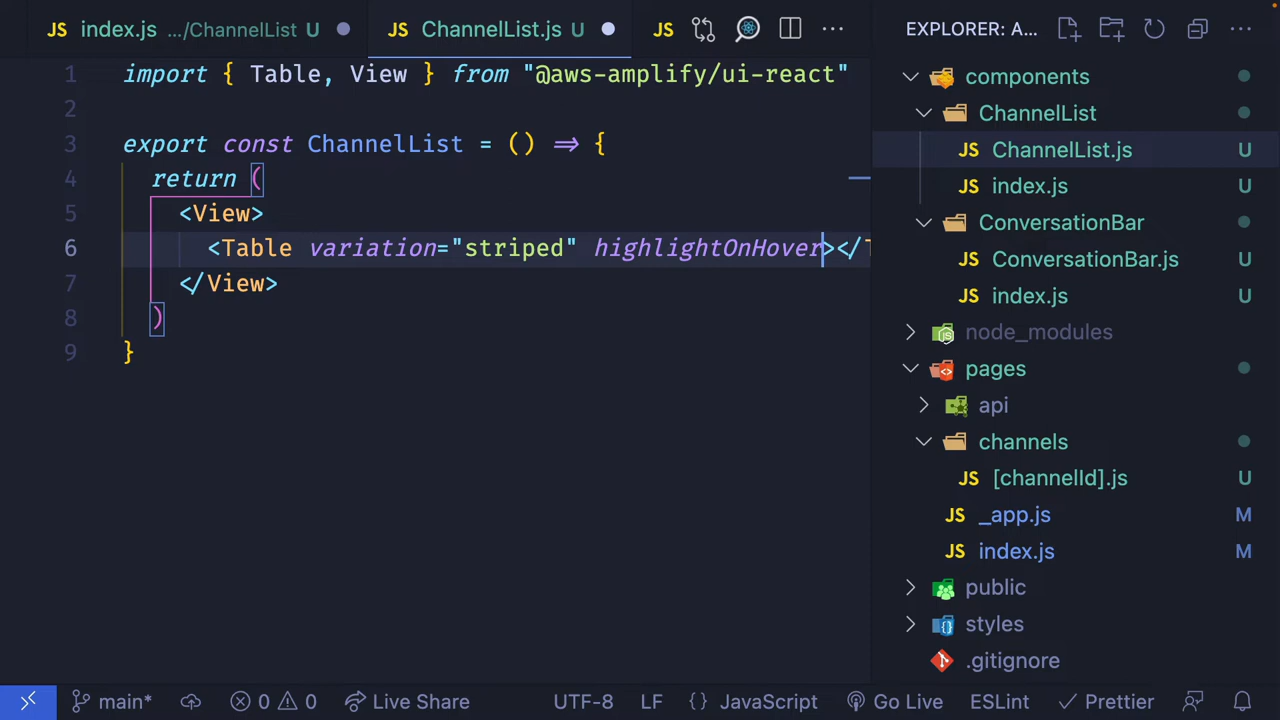 JS index.js .../ChannelList U
JS ChannelList.js U
JS
EXPLORER: A...
1 import { Table, View } from "@aws-amplify/ui-react"
2
3 export const ChannelList = () => {
4 return (
5 <View>
6 <Table variation="striped" highlightOnHover></T
7 </View>
8 )
9 }
components
ChannelList
JS ChannelList.js U
JS index.js U
ConversationBar
JS ConversationBar.js U
JS index.js U
node_modules
pages
api
channels
JS [channelId].js U
JS _app.js M
JS index.js M
public
styles
.gitignore
main* 0 0 Live Share UTF-8 LF {} JavaScript Go Live ESLint Prettier